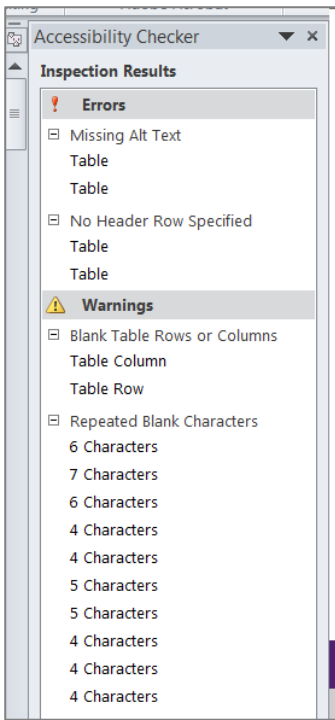 Accessibility Checker
Inspection Results
Errors
Missing Alt Text
Table
Table
No Header Row Specified
Table
Table
Warnings
Blank Table Rows or Columns
Table Column
Table Row
Repeated Blank Characters
6 Characters
7 Characters
6 Characters
4 Characters
4 Characters
5 Characters
5 Characters
4 Characters
4 Characters
4 Characters